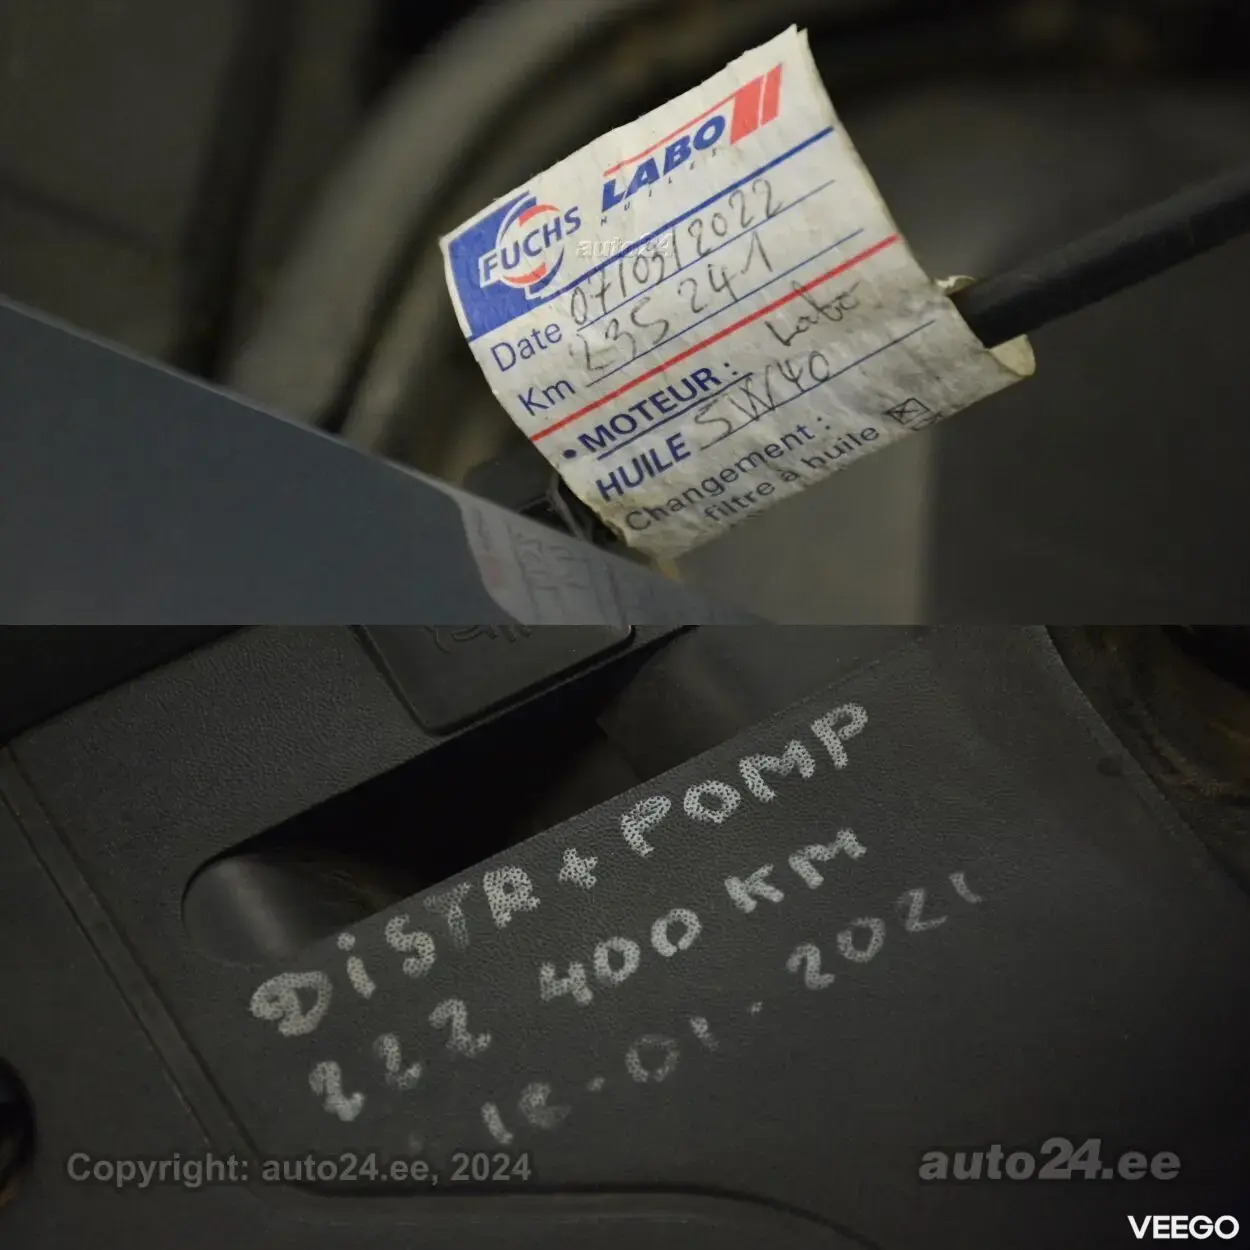 FUCHS LABO
HUILES
auto24
Date 07/03/2022
Km 235 241
• MOTEUR : Labo
HUILE 5W40
Changement :
filtre à huile
DiSTR + POMP
222 400 KM
01. 2021
Copyright: auto24.ee, 2024
auto24.ee
VEEGO